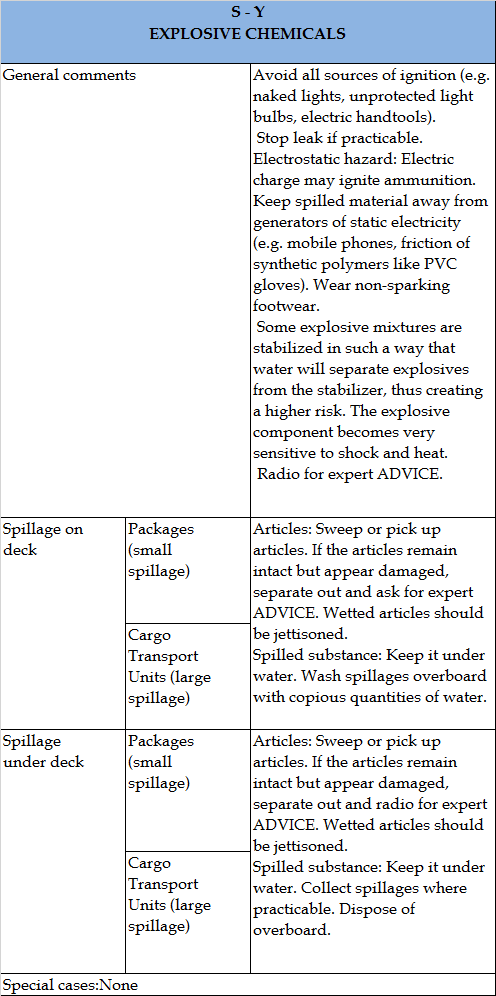 S - Y
EXPLOSIVE CHEMICALS
General comments
Avoid all sources of ignition (e.g.
naked lights, unprotected light
bulbs, electric handtools).
Stop leak if practicable.
Electrostatic hazard: Electric
charge may ignite ammunition.
Keep spilled material away from
generators of static electricity
(e.g. mobile phones, friction of
synthetic polymers like PVC
gloves). Wear non-sparking
footwear.
Some explosive mixtures are
stabilized in such a way that
water will separate explosives
from the stabilizer, thus creating
a higher risk. The explosive
component becomes very
sensitive to shock and heat.
Radio for expert ADVICE.
Spillage on
deck
Packages
(small
spillage)
Cargo
Transport
Units (large
spillage)
Articles: Sweep or pick up
articles. If the articles remain
intact but appear damaged,
separate out and ask for expert
ADVICE. Wetted articles should
be jettisoned.
Spilled substance: Keep it under
water. Wash spillages overboard
with copious quantities of water.
Spillage
under deck
Packages
(small
spillage)
Cargo
Transport
Units (large
spillage)
Articles: Sweep or pick up
articles. If the articles remain
intact but appear damaged,
separate out and radio for expert
ADVICE. Wetted articles should
be jettisoned.
Spilled substance: Keep it under
water. Collect spillages where
practicable. Dispose of
overboard.
Special cases:None